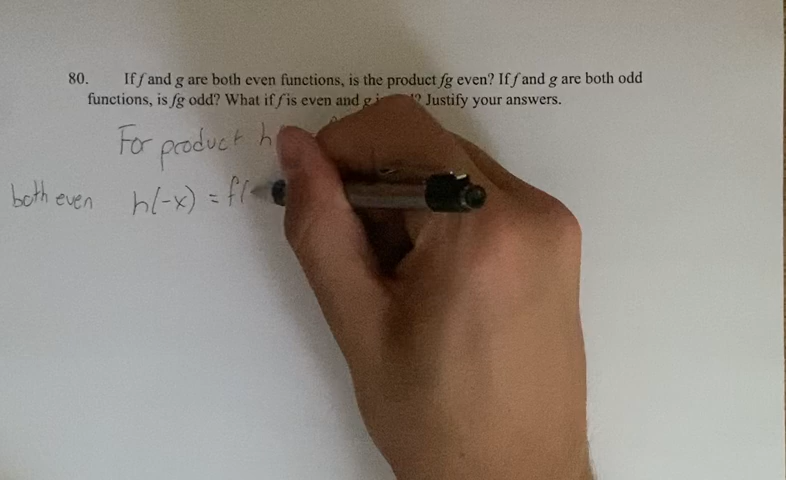 80. If f and g are both even functions, is the product fg even? If f and g are both odd
functions, is fg odd? What if f is even and g ? Justify your answers.
For product h
both even h(-x) = f(-